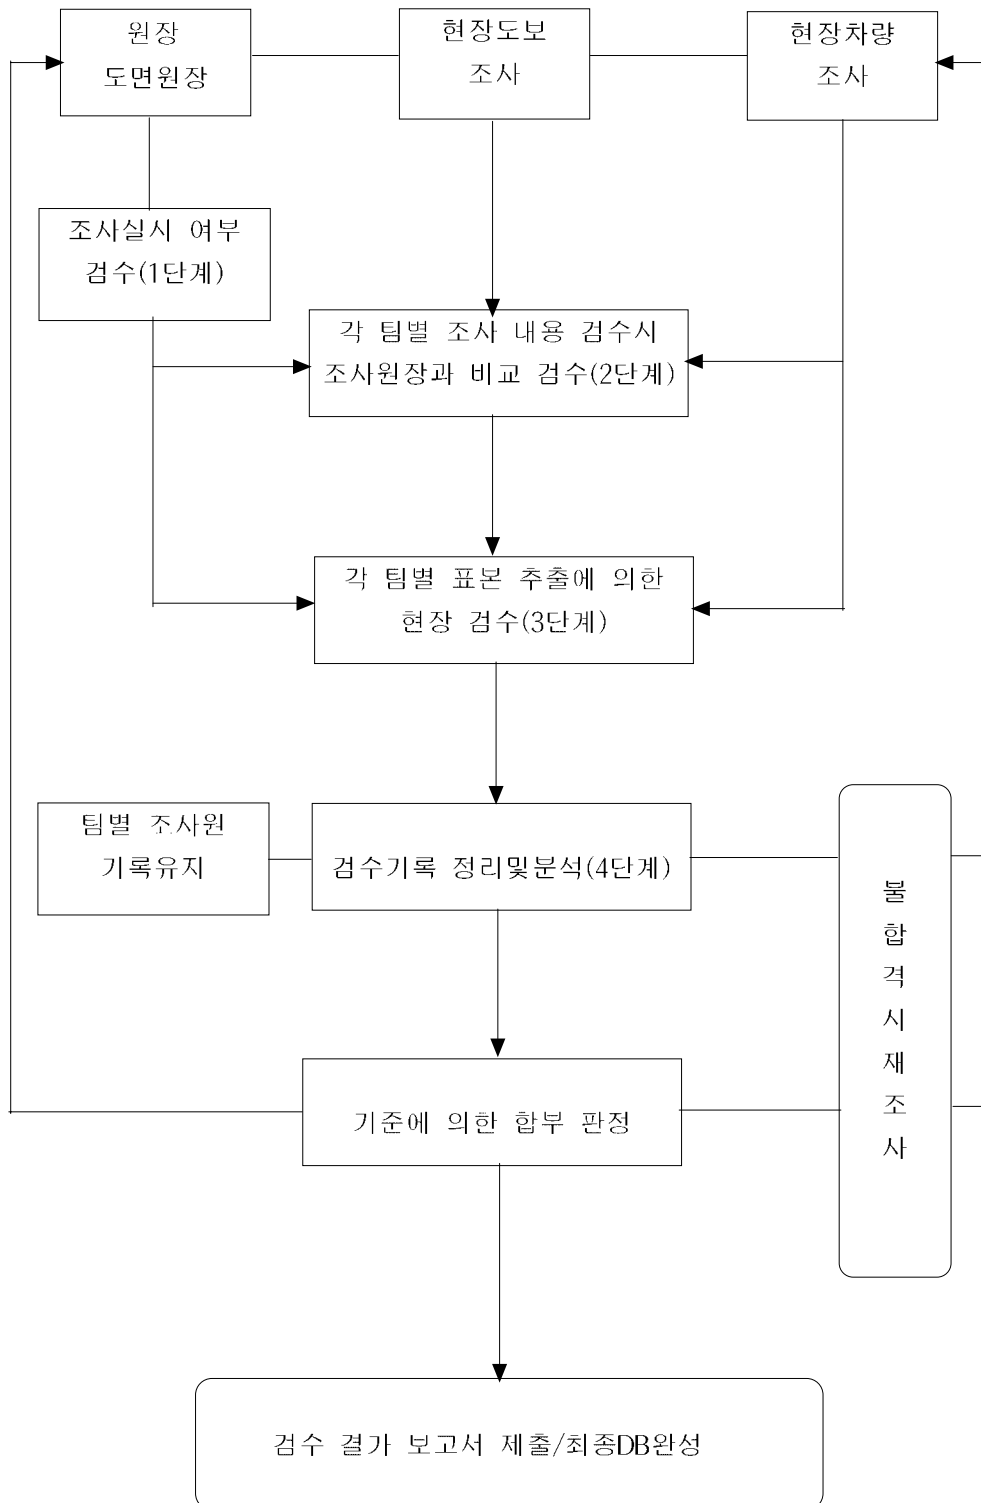 원장
도면원장
현장도보
조사
현장차량
조사
조사실시 여부
검수(1단계)
각 팀별 조사 내용 검수시
조사원장과 비교 검수(2단계)
각 팀별 표본 추출에 의한
현장 검수(3단계)
팀별 조사원
기록유지
검수기록 정리및분석(4단계)
불
합
격
시
재
조
사
기준에 의한 합부 판정
검수 결가 보고서 제출/최종DB완성